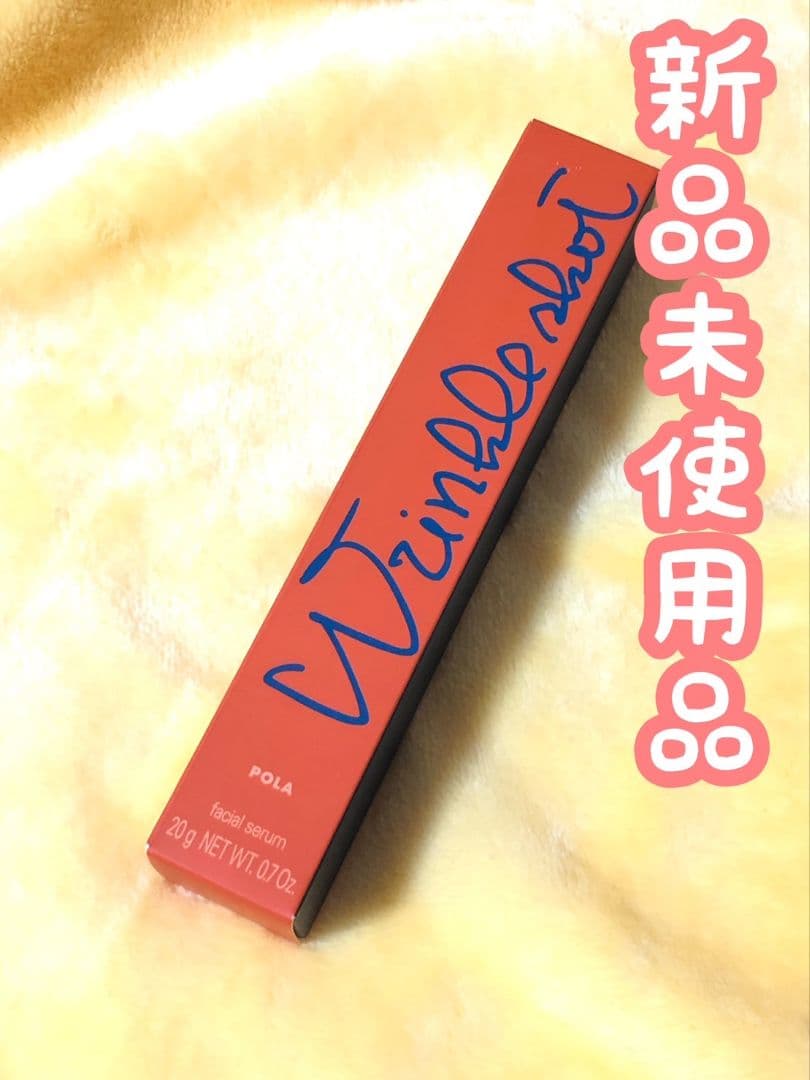 新品未使用品
Wrinkle shot
POLA
facial serum
20g NET WT. 0.7 Oz.